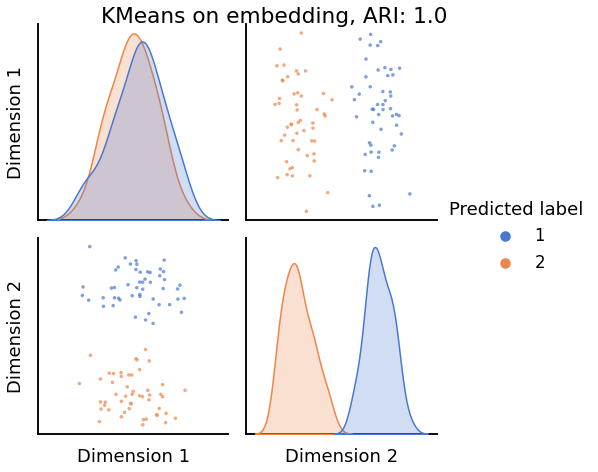 KMeans on embedding, ARI: 1.0
Dimension 1
Predicted label
1
2
Dimension 2
Dimension 1
Dimension 2